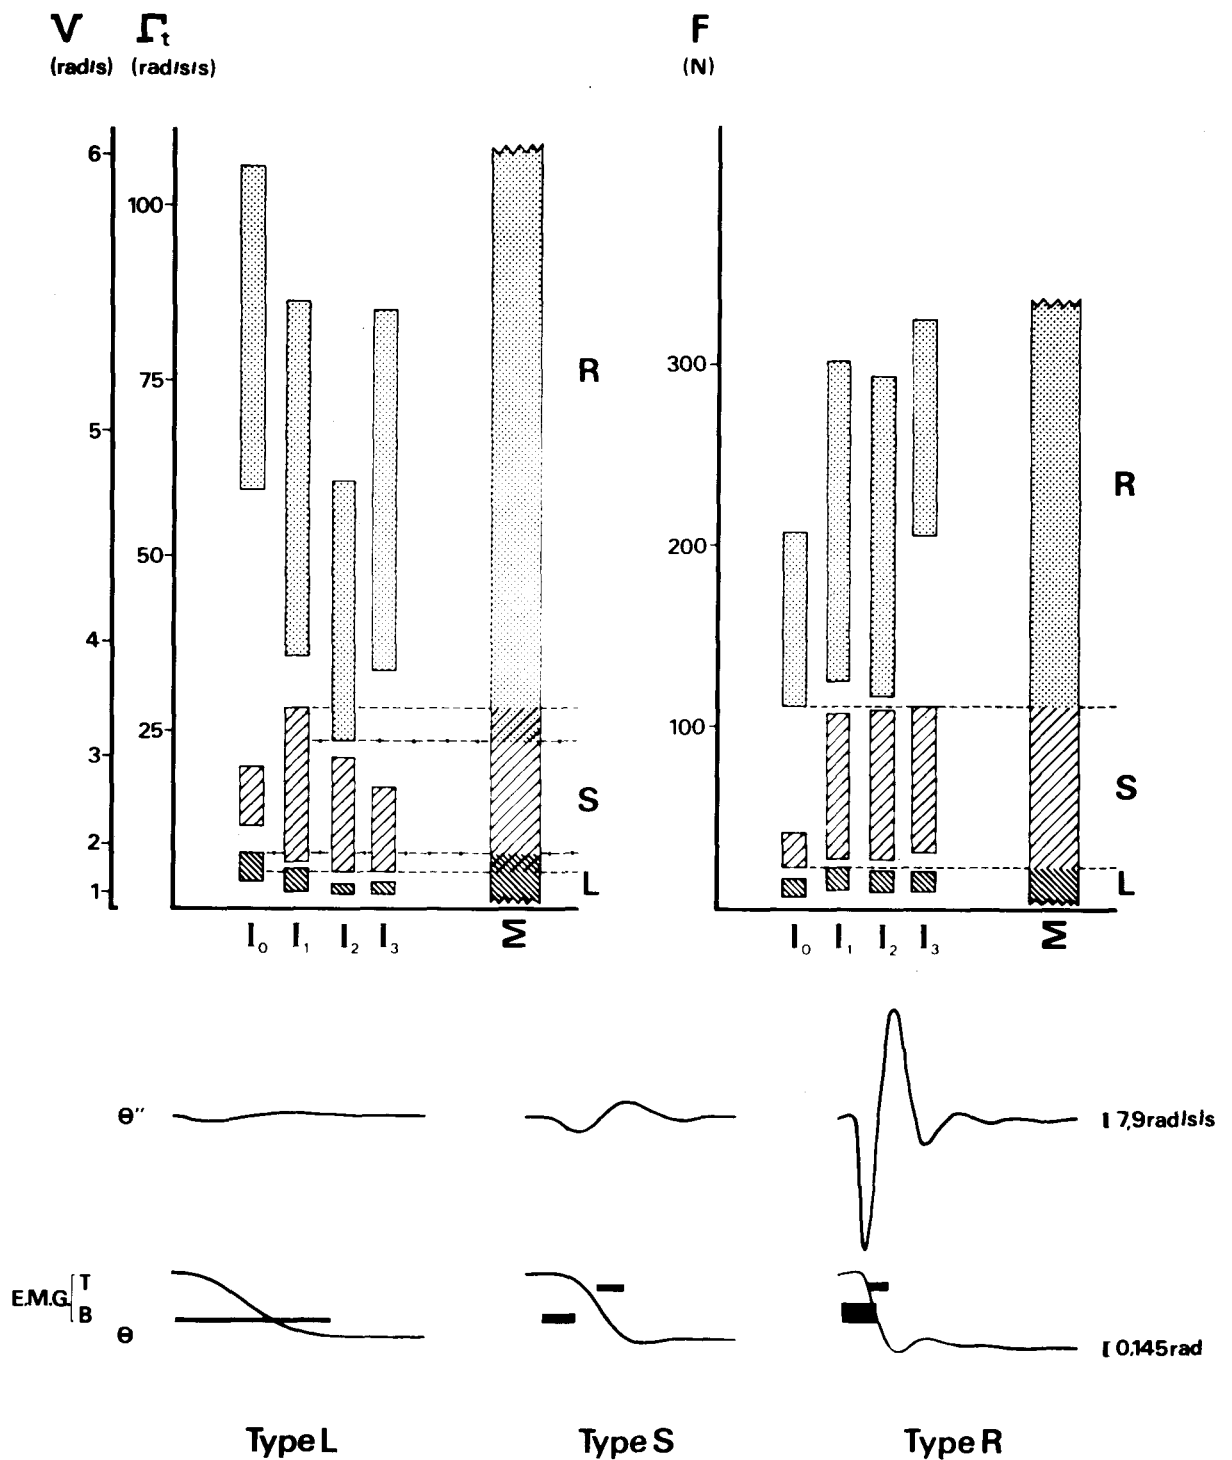 V Γt F
(rad/s) (rad/s/s) (N)
6
100
75
5
50
4
25
3
2
1
R
S
L
I0 I1 I2 I3 Σ
300
200
100
R
S
L
I0 I1 I2 I3 Σ
θ″
7,9rad/s/s
E.M.G. T
B
θ
0.145rad
Type L Type S Type R